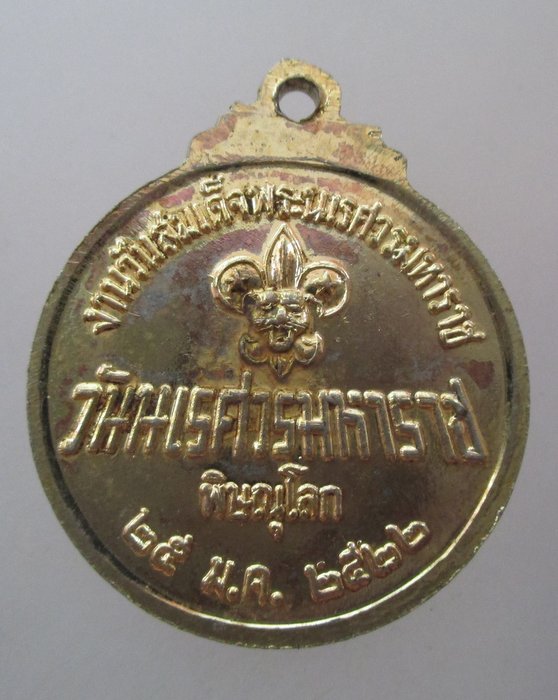 งานวันสมเด็จพระนเรศวรมหาราช
วันนเรศวรมหาราช
พิษณุโลก
๒๕ ม.ค. ๒๕๒๒